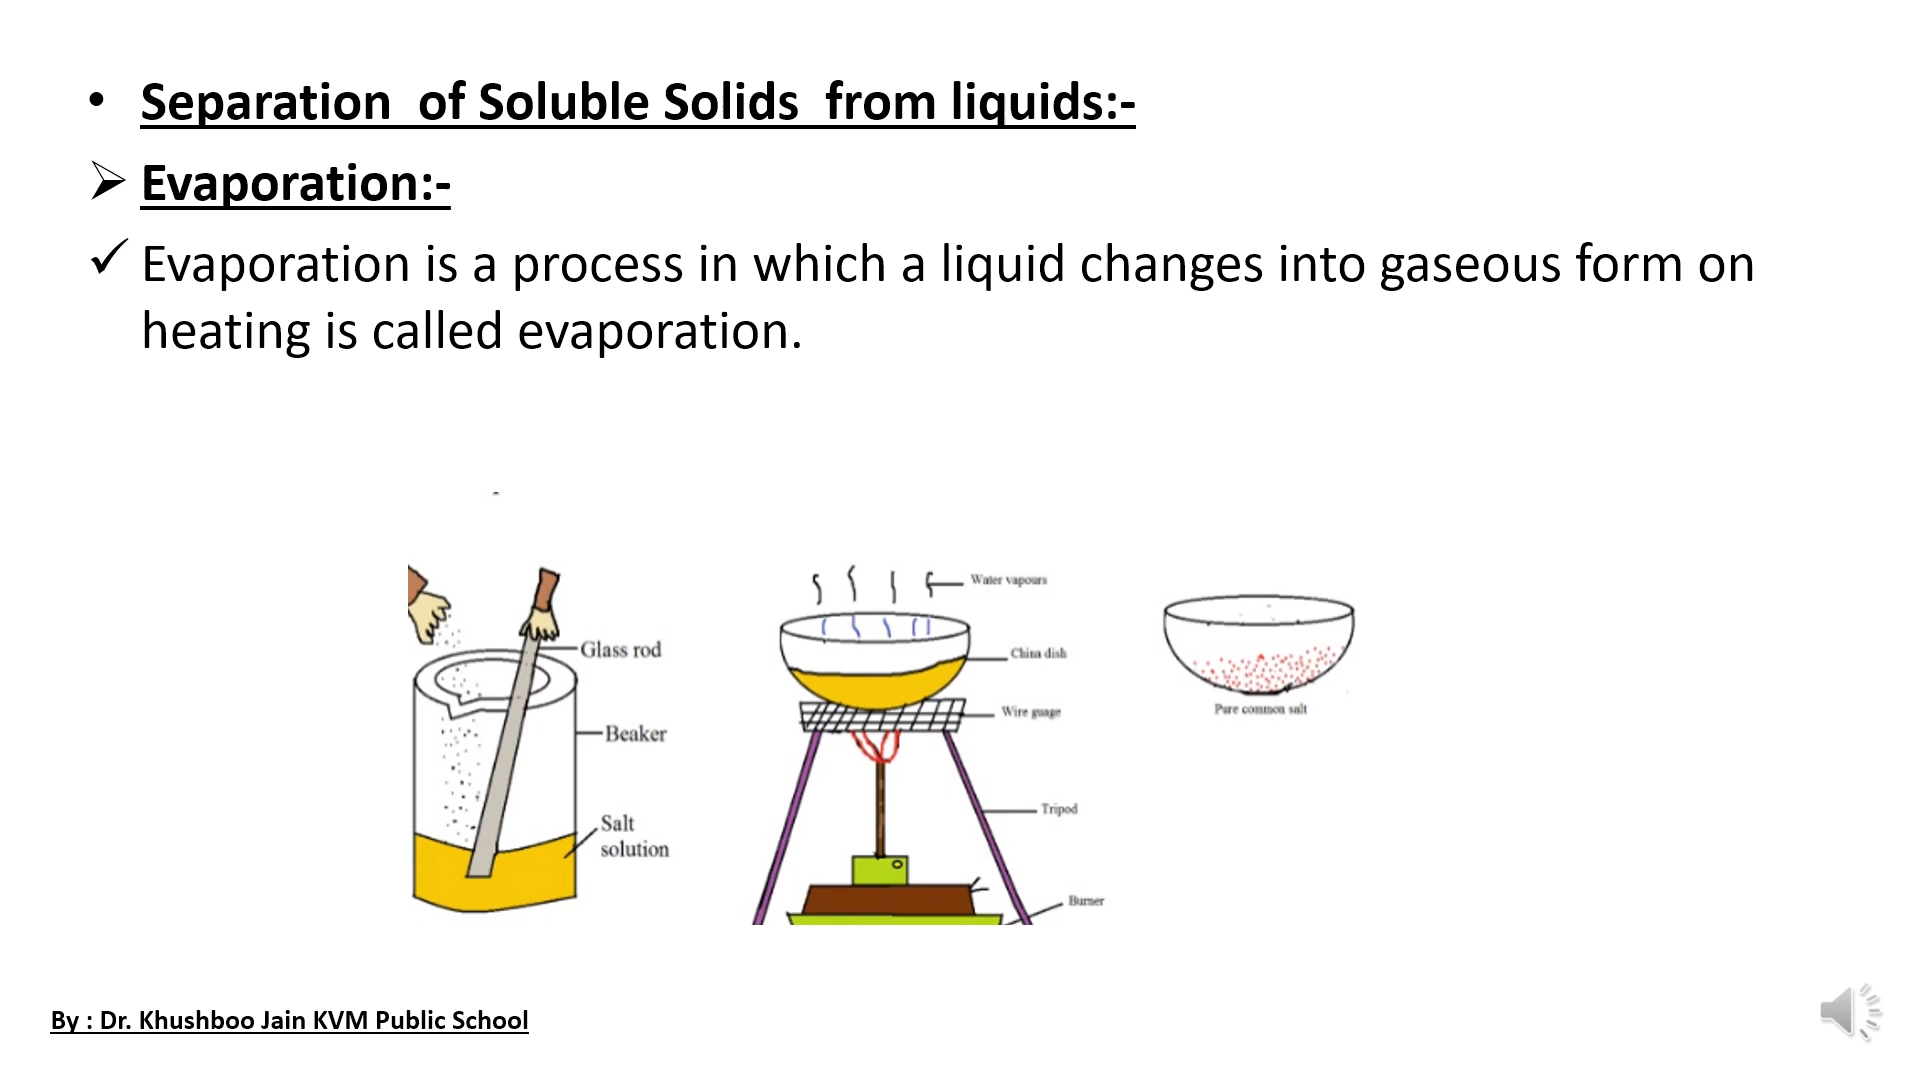 • Separation of Soluble Solids from liquids:-
➢ Evaporation:-
✓ Evaporation is a process in which a liquid changes into gaseous form on
heating is called evaporation.
Glass rod
Beaker
Salt
solution
Water vapours
China dish
Wire guage
Tripod
Burner
Pure common salt
By : Dr. Khushboo Jain KVM Public School